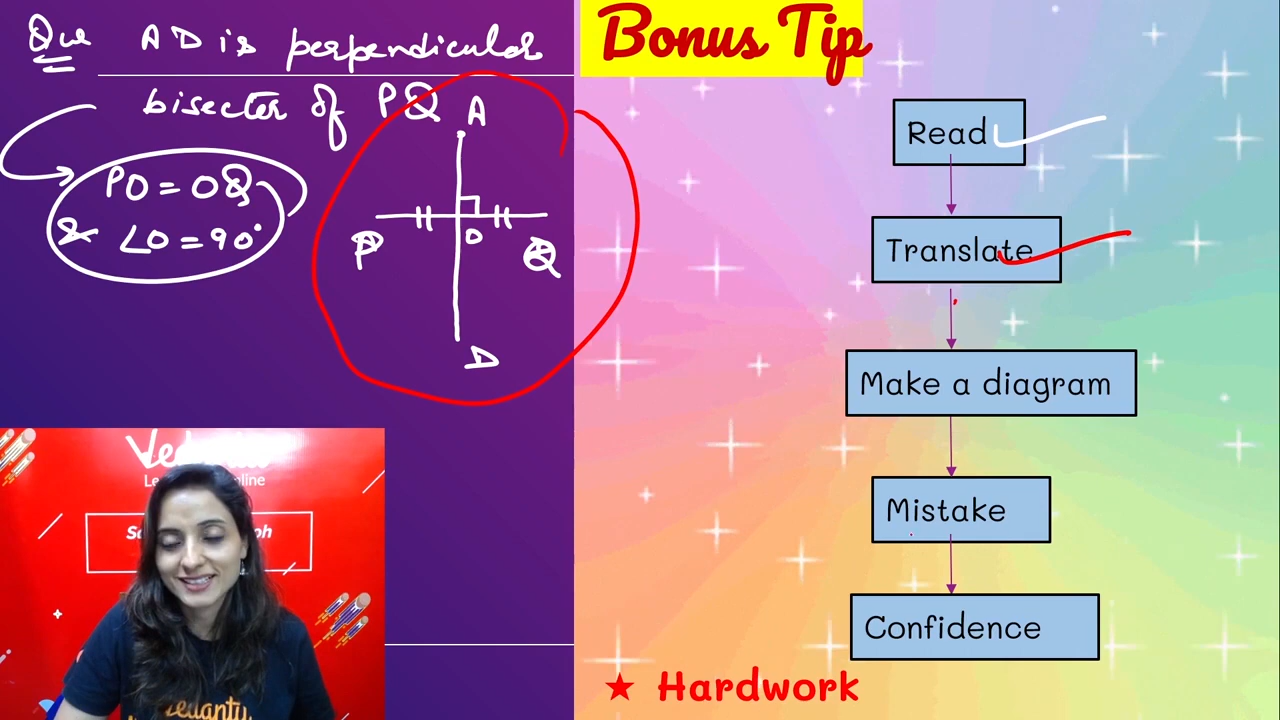 Que AD is perpendicular
bisector of PQ
PO = OQ
& ∠O = 90°
A
P
O
Q
D
Bonus Tip
Read
Translate
Make a diagram
Mistake
Confidence
★ Hardwork